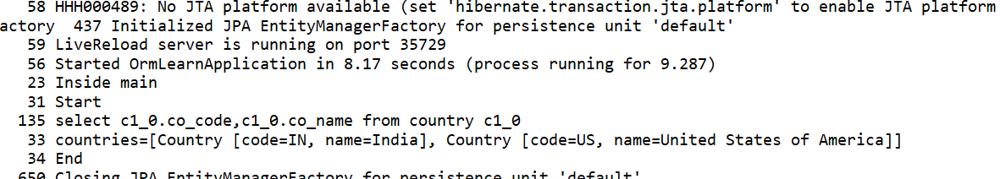 58 HHH000489: No JTA platform available (set 'hibernate.transaction.jta.platform' to enable JTA platform
actory  437 Initialized JPA EntityManagerFactory for persistence unit 'default'
59 LiveReload server is running on port 35729
56 Started OrmLearnApplication in 8.17 seconds (process running for 9.287)
23 Inside main
31 Start
135 select c1_0.co_code,c1_0.co_name from country c1_0
33 countries=[Country [code=IN, name=India], Country [code=US, name=United States of America]]
34 End
650 Closing JPA EntityManagerFactory for persistence unit 'default'